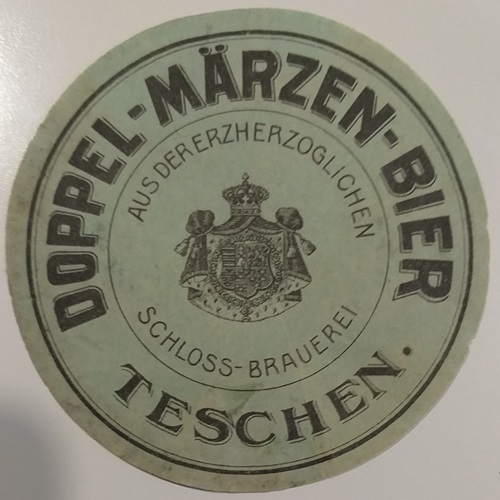 DOPPEL-MÄRZEN-BIER
AUS DER ERZHERZOGLICHEN
SCHLOSS-BRAUEREI
TESCHEN.